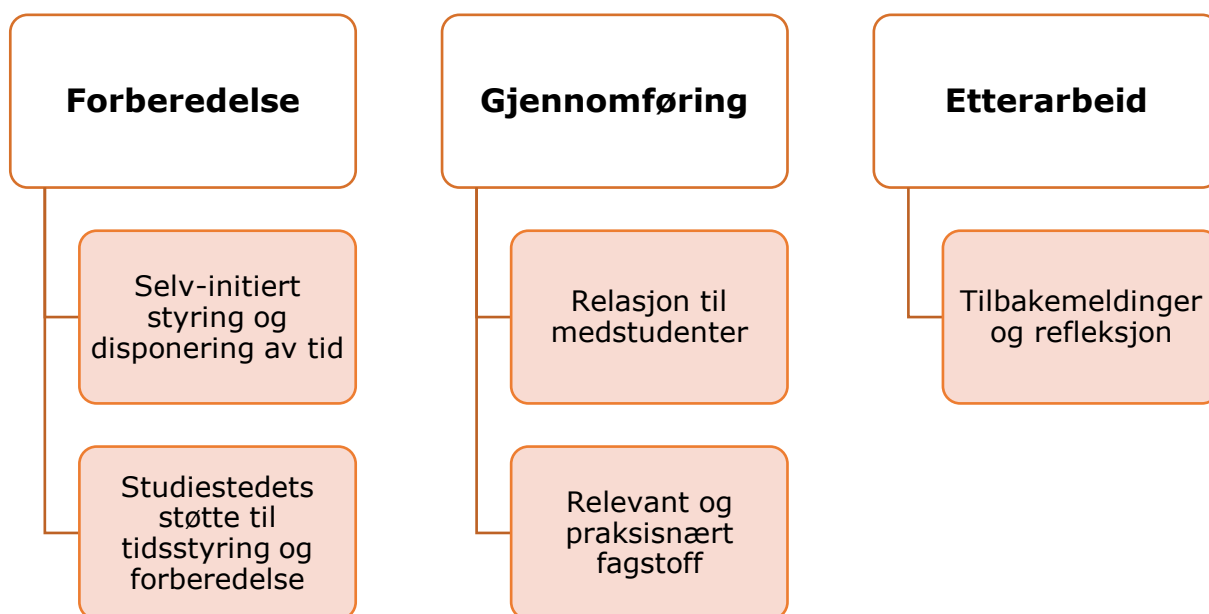 Forberedelse
Selv-initiert
styring og
disponering av tid
Studiestedets
støtte til
tidsstyring og
forberedelse
Gjennomføring
Relasjon til
medstudenter
Relevant og
praksisnært
fagstoff
Etterarbeid
Tilbakemeldinger
og refleksjon